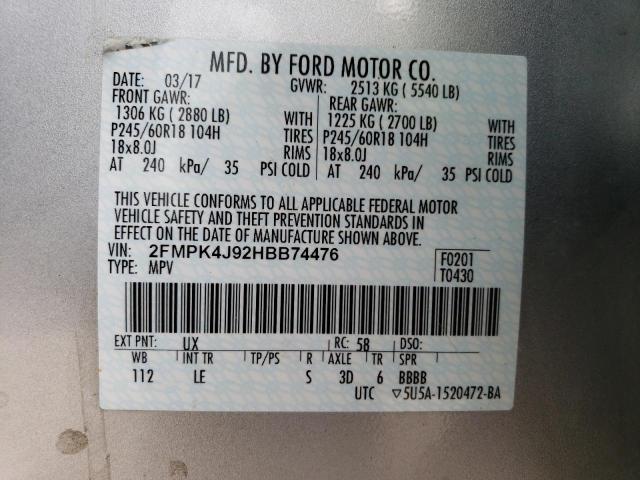 MFD. BY FORD MOTOR CO.
DATE: 03/17 GVWR: 2513 KG ( 5540 LB)
FRONT GAWR: REAR GAWR:
1306 KG ( 2880 LB) WITH 1225 KG ( 2700 LB) WITH
P245/60R18 104H TIRES P245/60R18 104H TIRES
18x8.0J RIMS 18x8.0J RIMS
AT 240 kPa/ 35 PSI COLD AT 240 kPa/ 35 PSI COLD
THIS VEHICLE CONFORMS TO ALL APPLICABLE FEDERAL MOTOR
VEHICLE SAFETY AND THEFT PREVENTION STANDARDS IN
EFFECT ON THE DATE OF MANUFACTURE SHOWN ABOVE.
VIN: 2FMPK4J92HBB74476 F0201
TYPE: MPV T0430
EXT PNT: UX RC: 58 DSO:
WB INT TR TP/PS R AXLE TR SPR
112 LE S 3D 6 BBBB
UTC ▽5U5A-1520472-BA